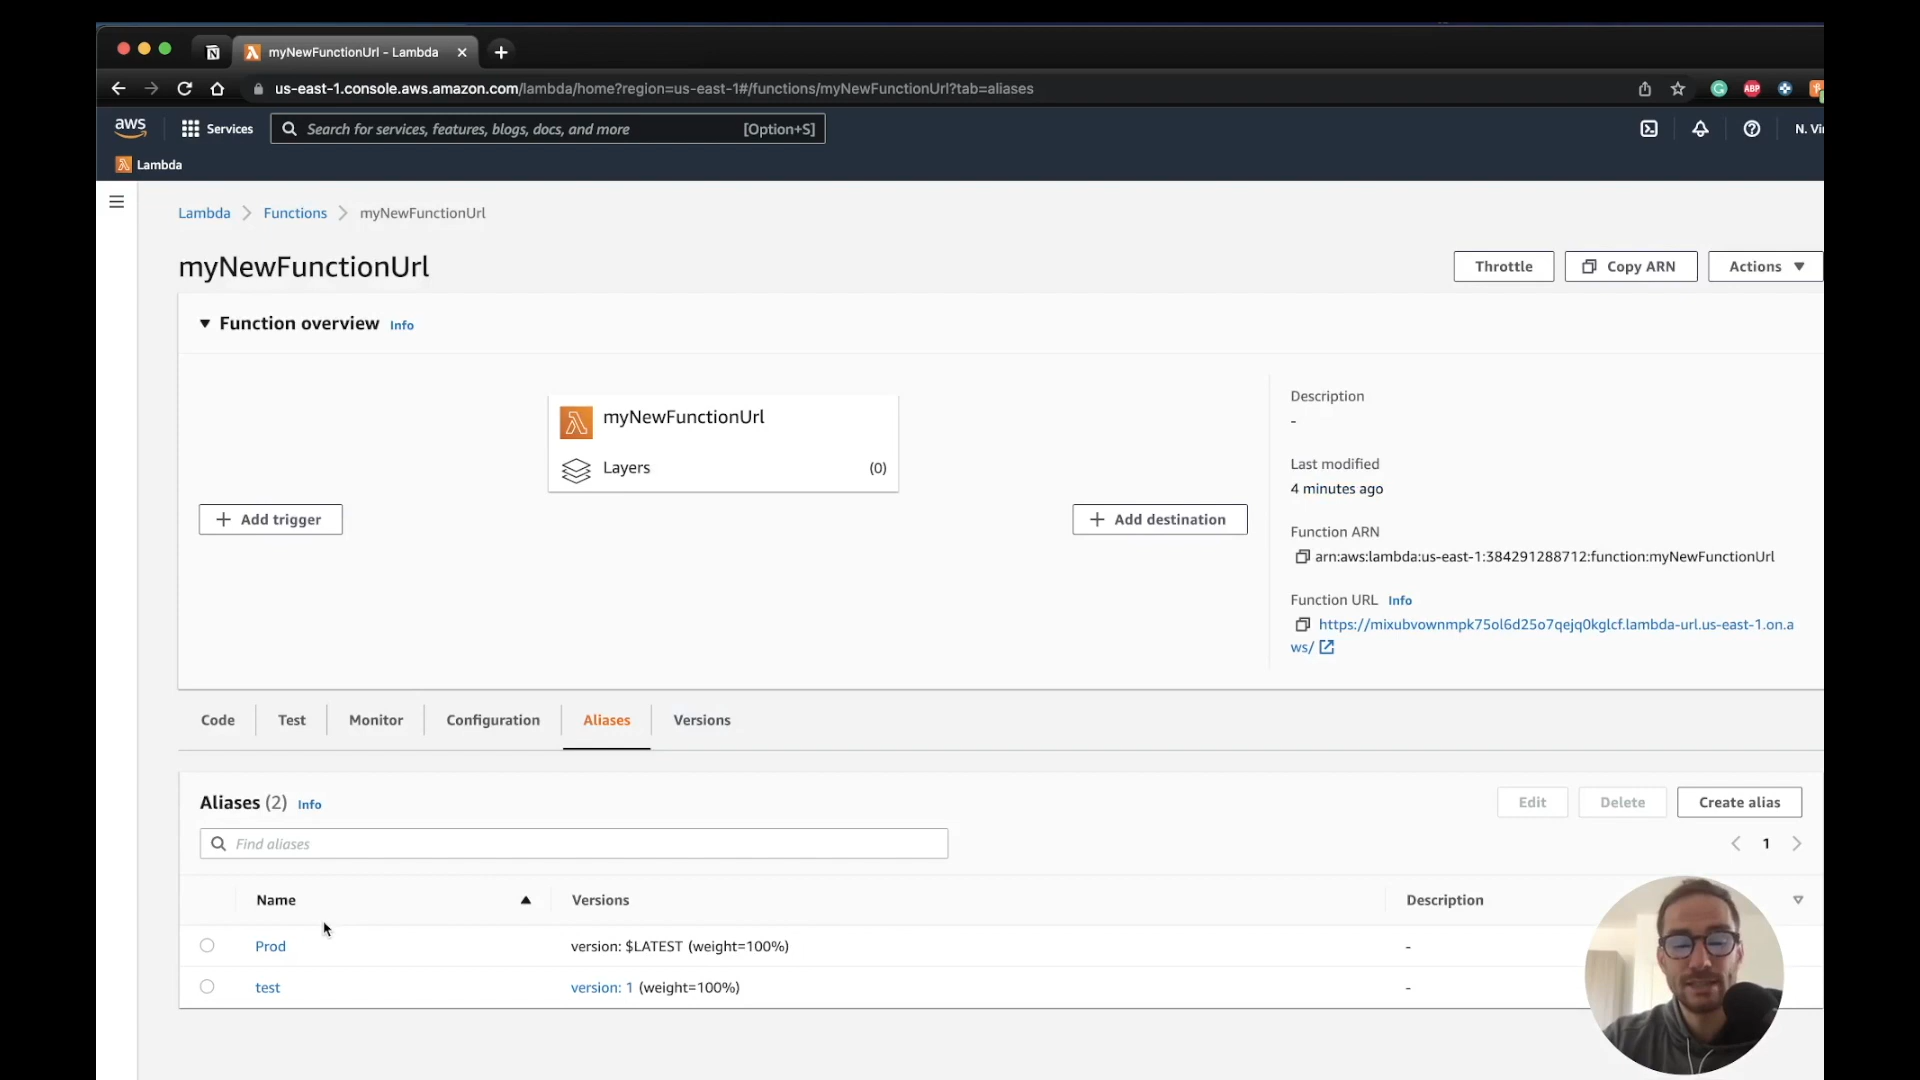 myNewFunctionUrl - Lambda
us-east-1.console.aws.amazon.com/lambda/home?region=us-east-1#/functions/myNewFunctionUrl?tab=aliases
ABP
aws
Services
Search for services, features, blogs, docs, and more [Option+S]
N. Vi
Lambda
Lambda Functions myNewFunctionUrl
myNewFunctionUrl
Throttle
Copy ARN
Actions
Function overview Info
myNewFunctionUrl
Layers (0)
Add trigger
Add destination
Description
-
Last modified
4 minutes ago
Function ARN
arn:aws:lambda:us-east-1:384291288712:function:myNewFunctionUrl
Function URL Info
https://mixubvownmpk75ol6d25o7qejq0kglcf.lambda-url.us-east-1.on.a
ws/
Code Test Monitor Configuration Aliases Versions
Aliases (2) Info
Edit Delete Create alias
Find aliases
1
Name Versions Description
Prod version: $LATEST (weight=100%) -
test version: 1 (weight=100%) -